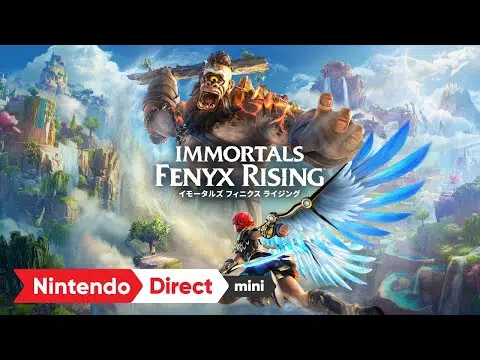 IMMORTALS
FENYX RISING
イモータルズ フィニクス ライジング
Nintendo Direct mini